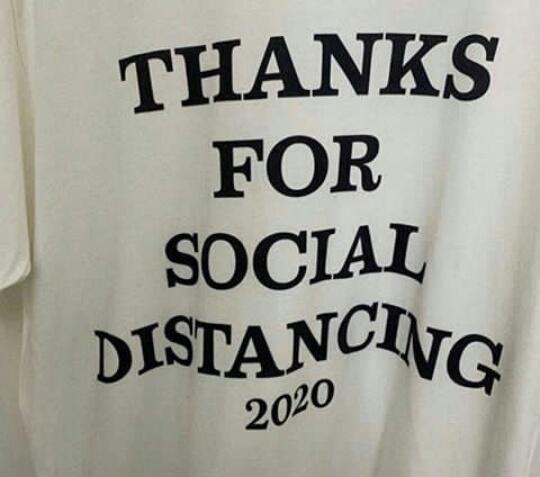 THANKS
FOR
SOCIAL
DISTANCING
2020